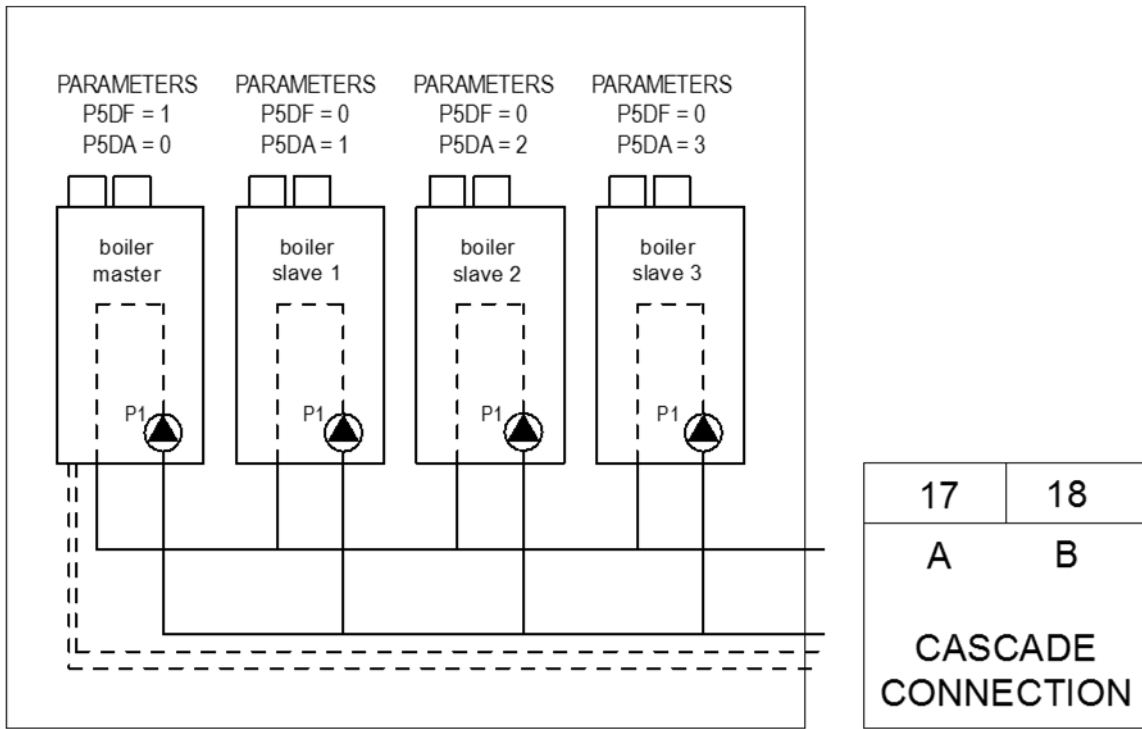 PARAMETERS
P5DF = 1
P5DA = 0
PARAMETERS
P5DF = 0
P5DA = 1
PARAMETERS
P5DF = 0
P5DA = 2
PARAMETERS
P5DF = 0
P5DA = 3
boiler
master
boiler
slave 1
boiler
slave 2
boiler
slave 3
P1
P1
P1
P1
17
18
A
B
CASCADE
CONNECTION